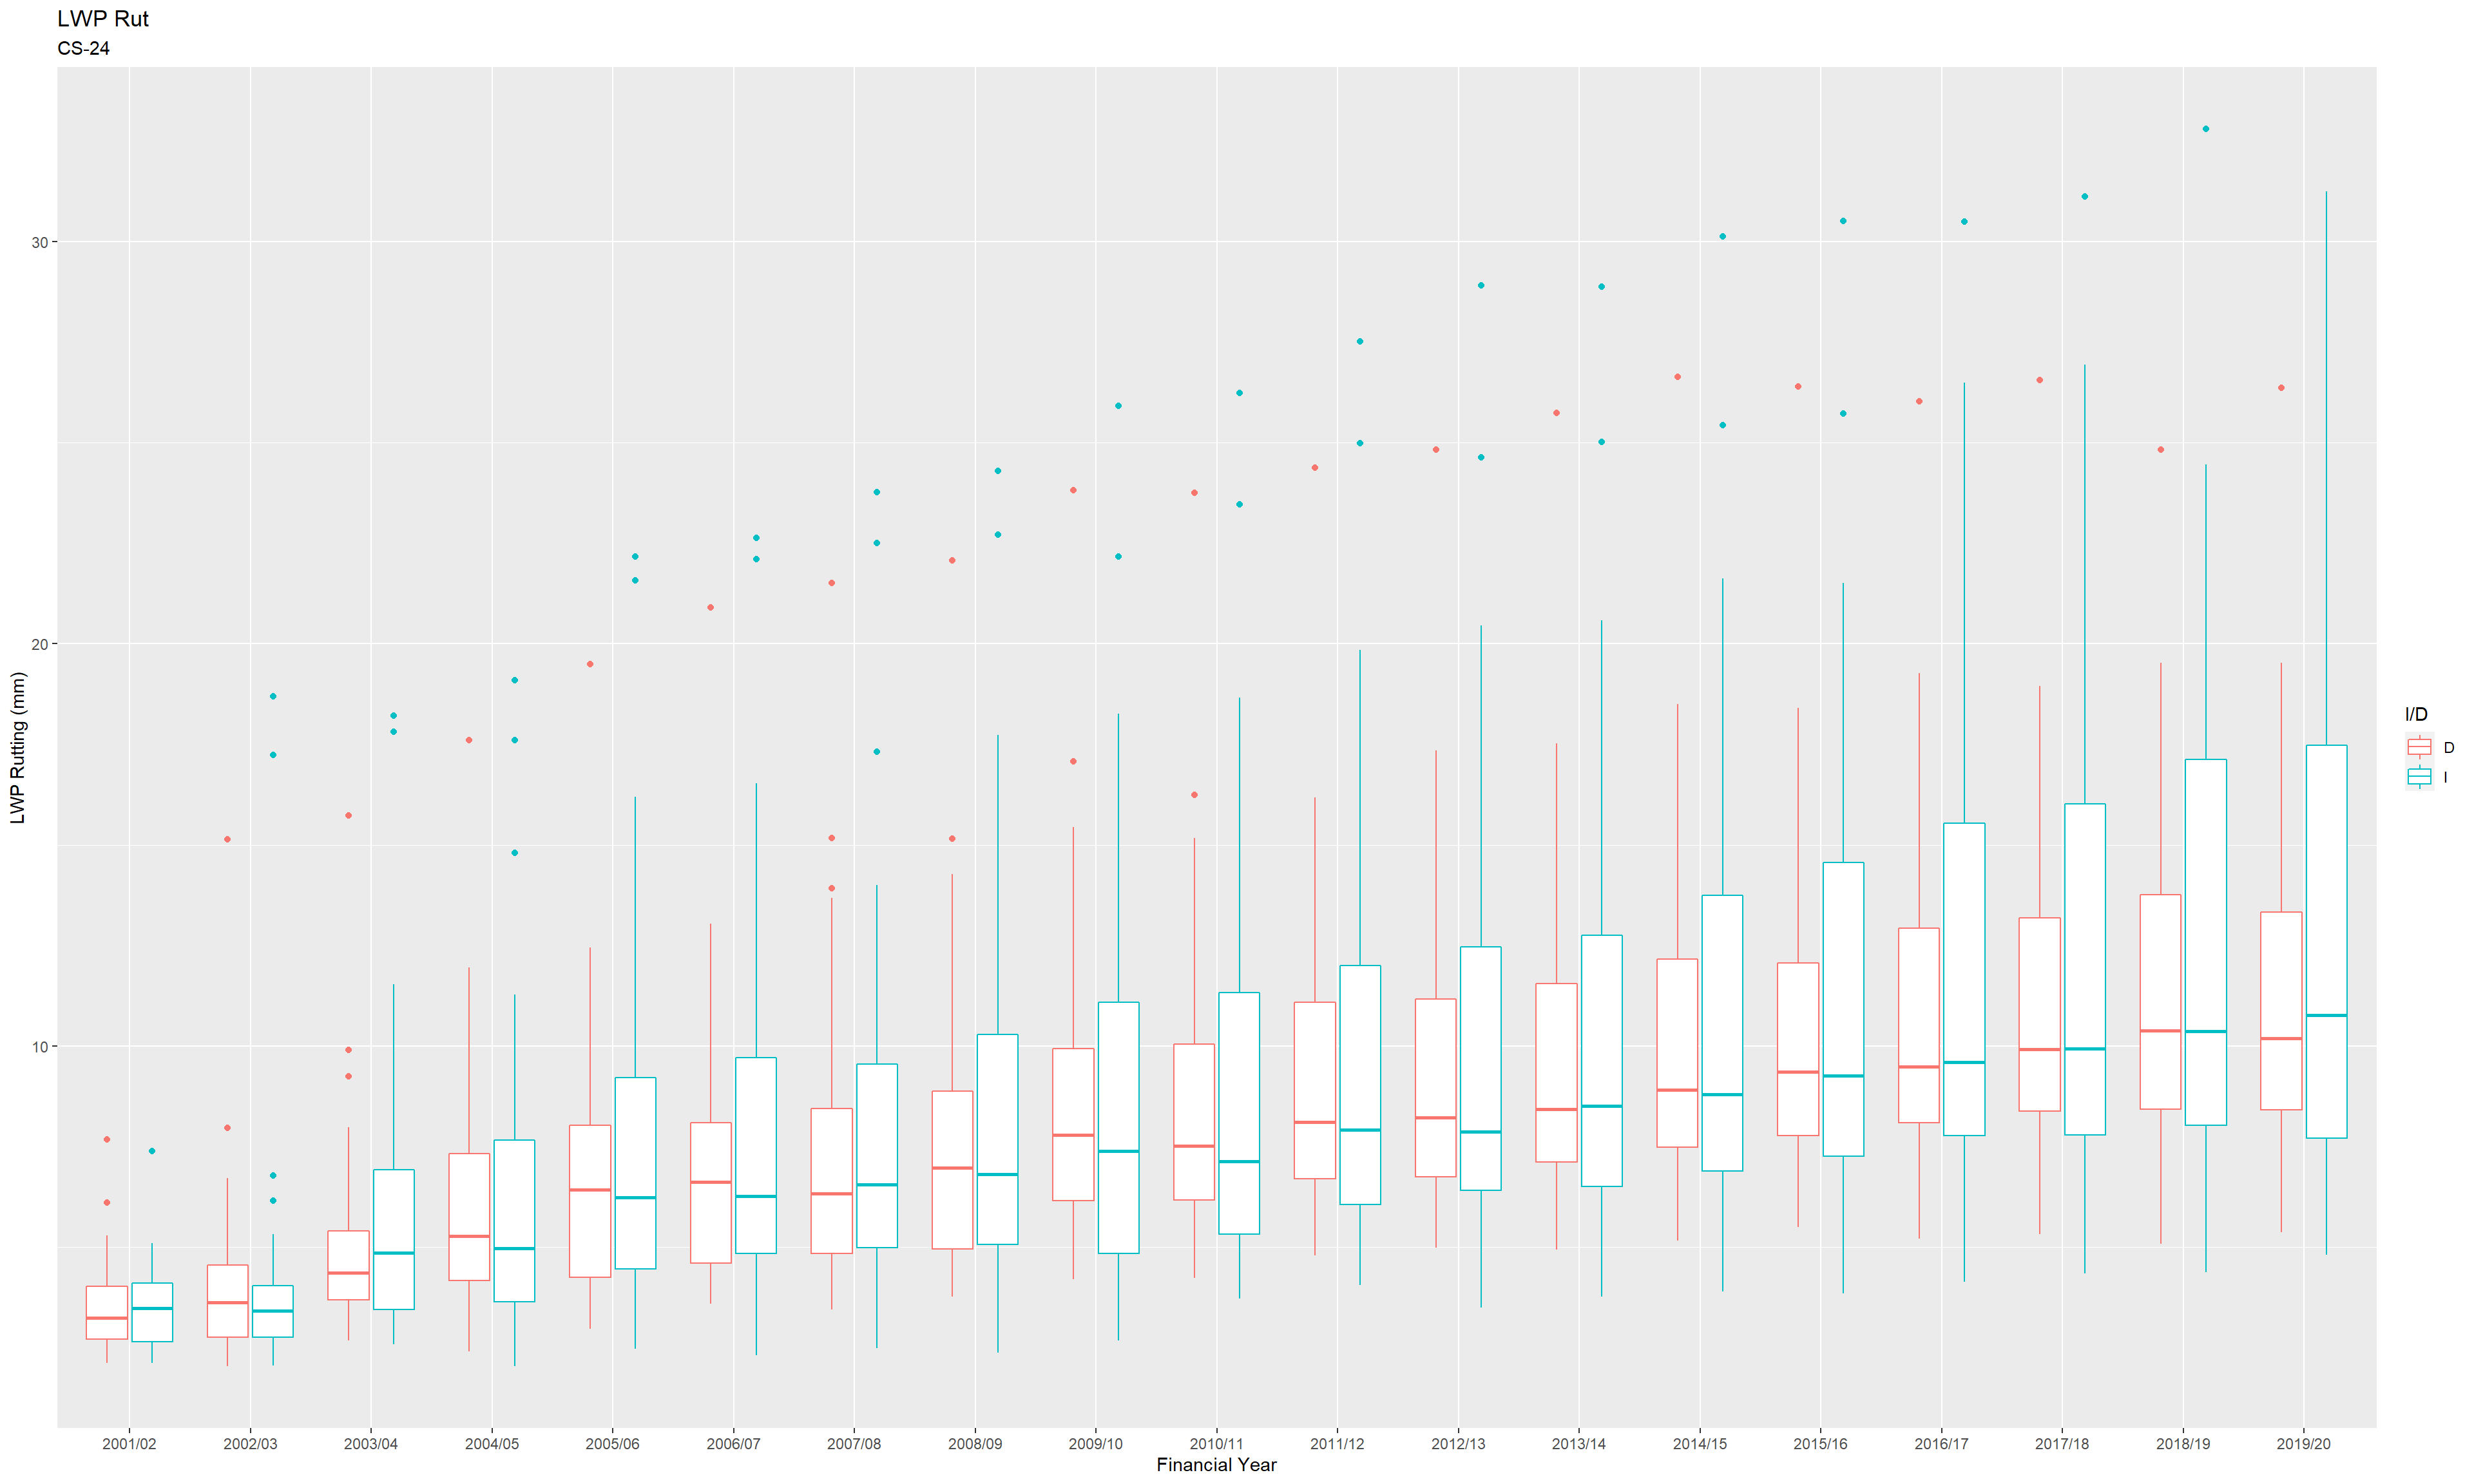 LWP Rut
CS-24
LWP Rutting (mm)
30
20
10
2001/02 2002/03 2003/04 2004/05 2005/06 2006/07 2007/08 2008/09 2009/10 2010/11 2011/12 2012/13 2013/14 2014/15 2015/16 2016/17 2017/18 2018/19 2019/20
Financial Year
I/D
D
I